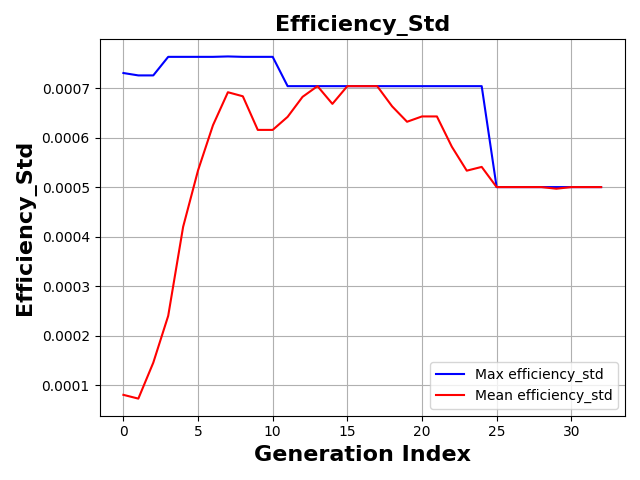 Efficiency_Std
Efficiency_Std
0.0007
0.0006
0.0005
0.0004
0.0003
0.0002
0.0001
Max efficiency_std
Mean efficiency_std
0 5 10 15 20 25 30
Generation Index